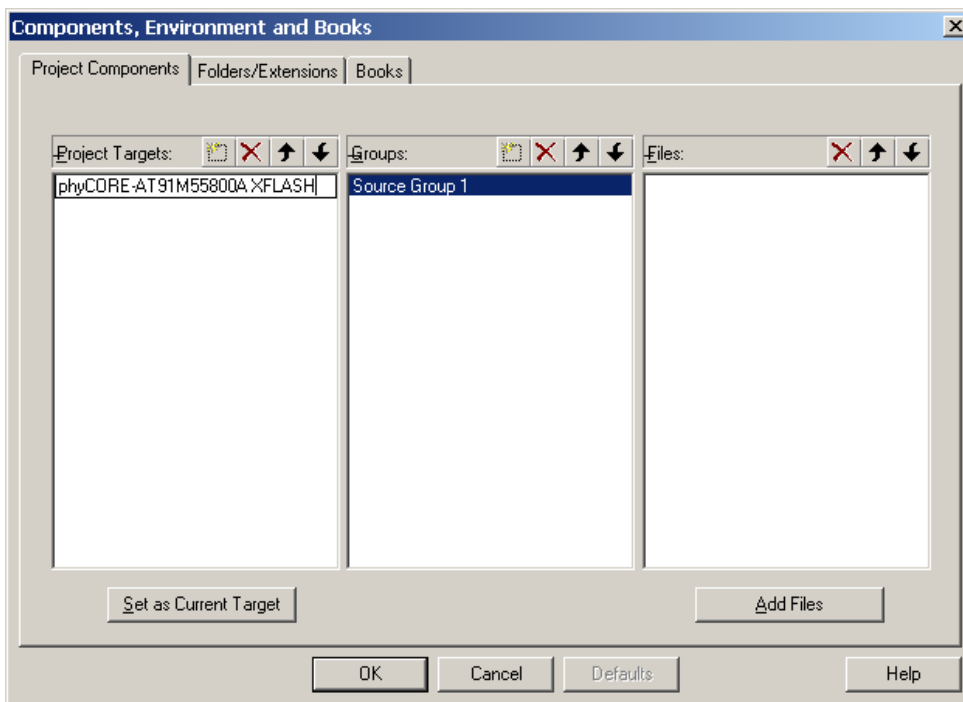 Components, Environment and Books
Project Components Folders/Extensions Books
Project Targets: Groups: Files:
phyCORE-AT91M55800A XFLASH Source Group 1
Set as Current Target Add Files
OK Cancel Defaults Help